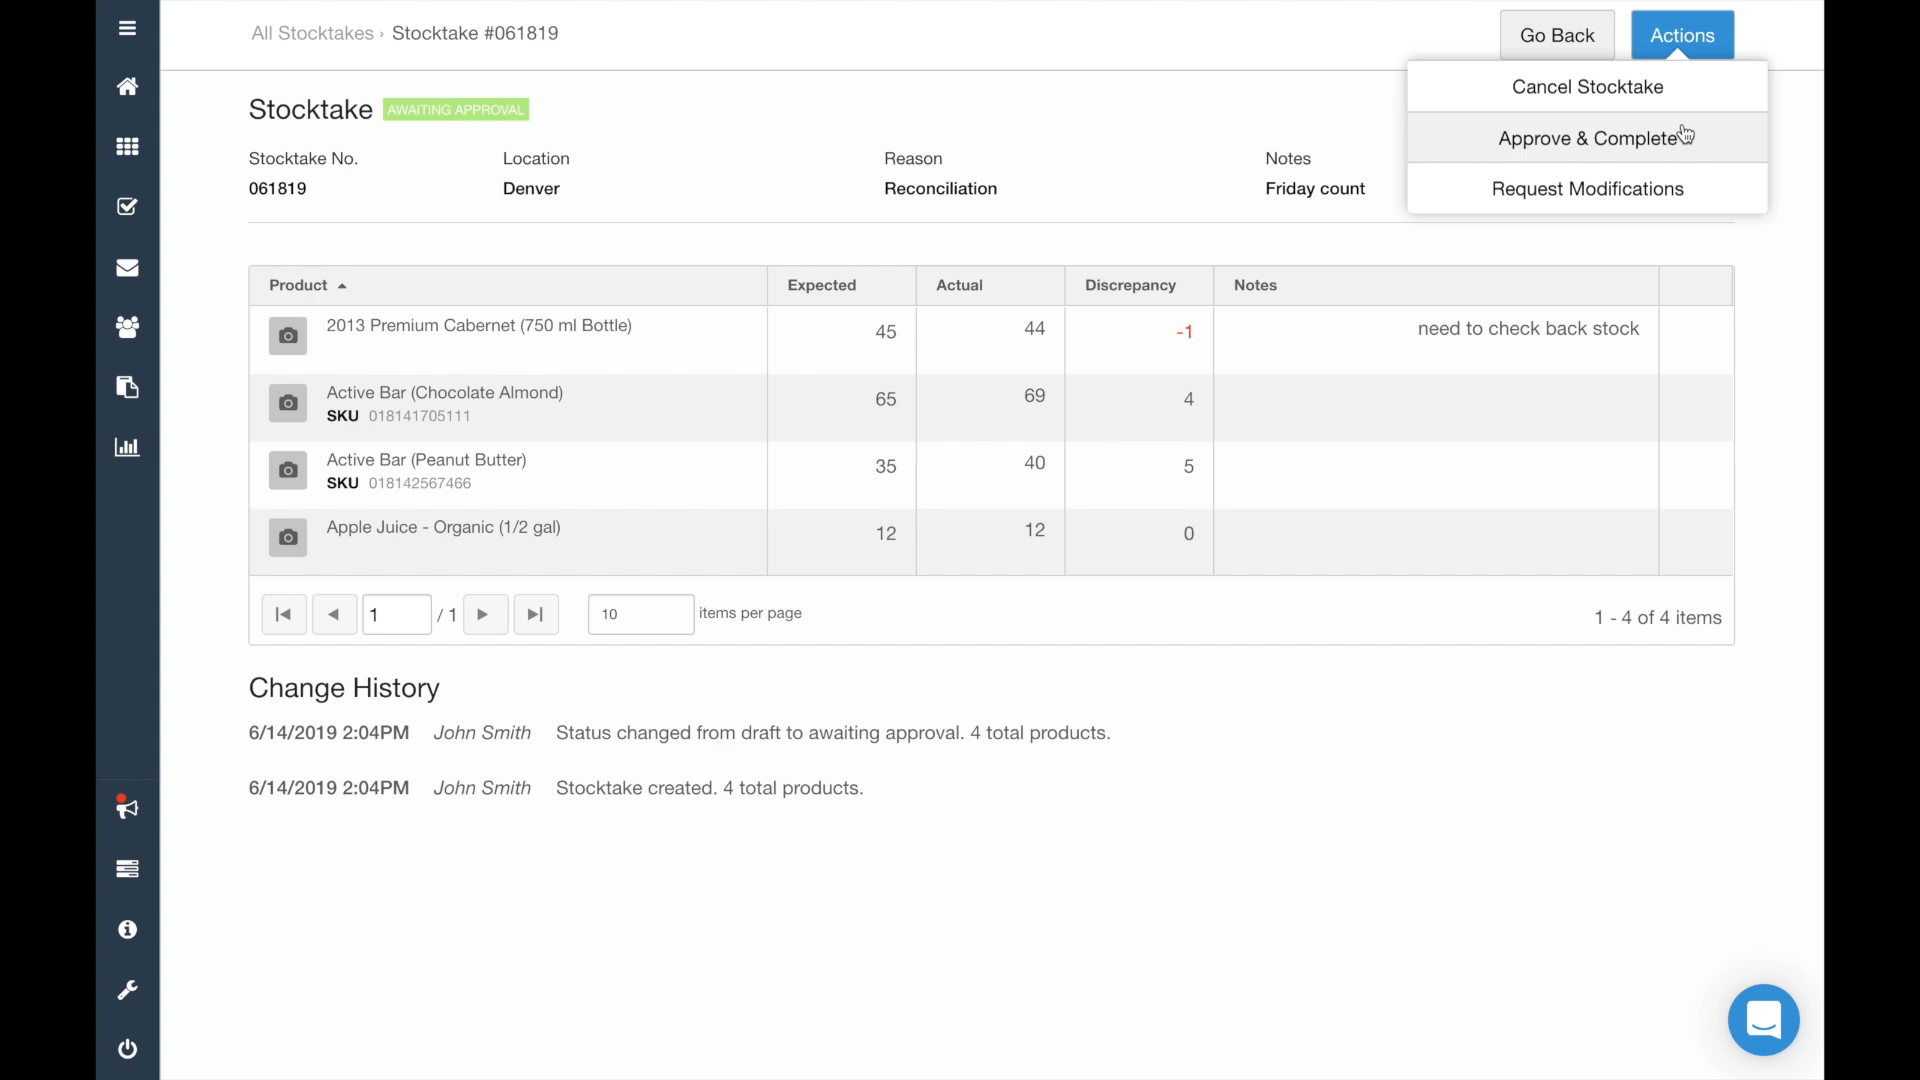 All Stocktakes › Stocktake #061819
Go Back
Actions
Cancel Stocktake
Approve & Complete
Request Modifications
Stocktake AWAITING APPROVAL
Stocktake No. Location Reason Notes
061819 Denver Reconciliation Friday count
Product Expected Actual Discrepancy Notes
2013 Premium Cabernet (750 ml Bottle) 45 44 -1 need to check back stock
Active Bar (Chocolate Almond) 65 69 4
SKU 018141705111
Active Bar (Peanut Butter) 35 40 5
SKU 018142567466
Apple Juice - Organic (1/2 gal) 12 12 0
1 / 1 10 items per page 1 - 4 of 4 items
Change History
6/14/2019 2:04PM John Smith Status changed from draft to awaiting approval. 4 total products.
6/14/2019 2:04PM John Smith Stocktake created. 4 total products.